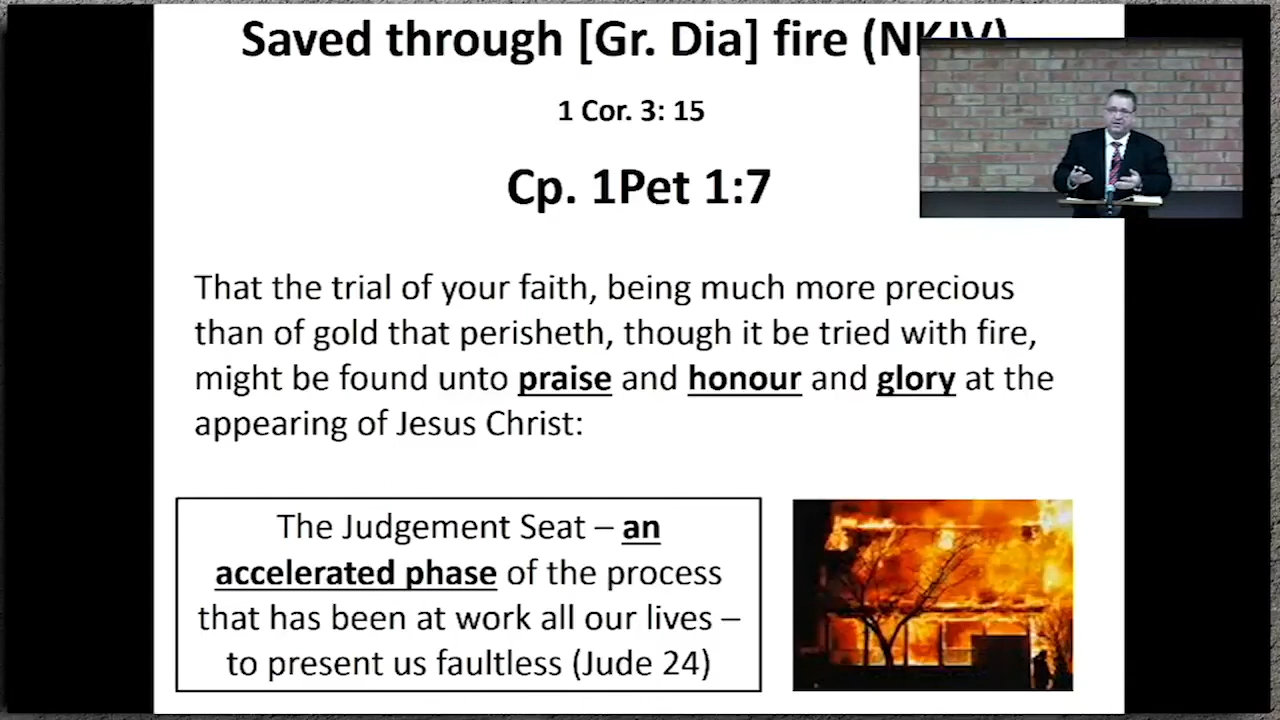 Saved through [Gr. Dia] fire (NKJV)
1 Cor. 3: 15
Cp. 1Pet 1:7
That the trial of your faith, being much more precious
than of gold that perisheth, though it be tried with fire,
might be found unto praise and honour and glory at the
appearing of Jesus Christ:
The Judgement Seat – an
accelerated phase of the process
that has been at work all our lives –
to present us faultless (Jude 24)